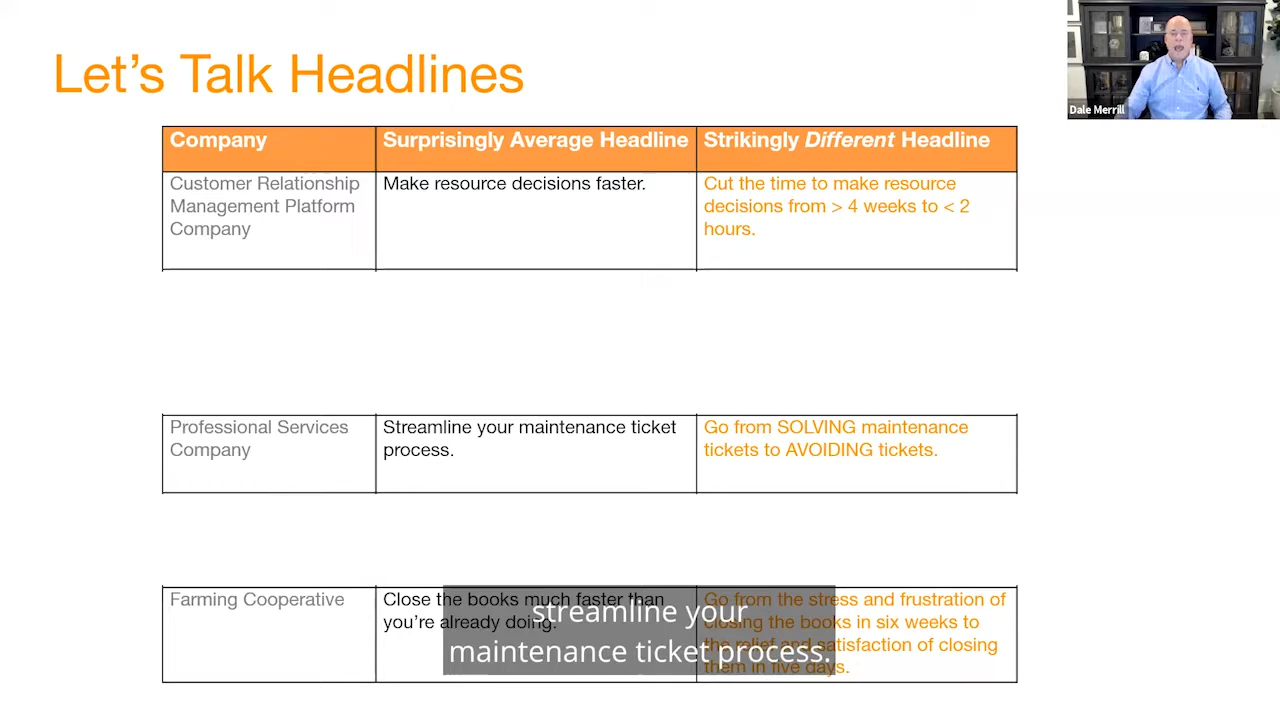 Let's Talk Headlines
Dale Merrill
Company
Surprisingly Average Headline
Strikingly Different Headline
Customer Relationship
Management Platform
Company
Make resource decisions faster.
Cut the time to make resource
decisions from > 4 weeks to < 2
hours.
Professional Services
Company
Streamline your maintenance ticket
process.
Go from SOLVING maintenance
tickets to AVOIDING tickets.
Farming Cooperative
Close the books much faster than
you're already doing.
Go from the stress and frustration of
closing the books in six weeks to
the relief and satisfaction of closing
them in five days.
streamline your
maintenance ticket process.